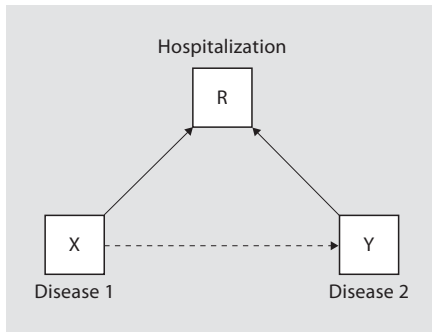 Hospitalization
R
X
Y
Disease 1
Disease 2